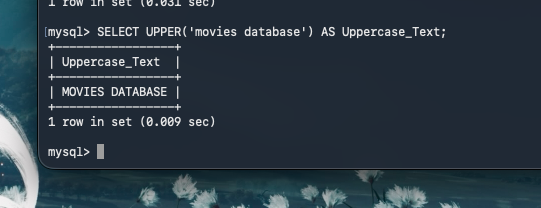 1 row in set (0.031 sec)
[mysql> SELECT UPPER('movies database') AS Uppercase_Text;
+-----------------+
| Uppercase_Text  |
+-----------------+
| MOVIES DATABASE |
+-----------------+
1 row in set (0.009 sec)
mysql>